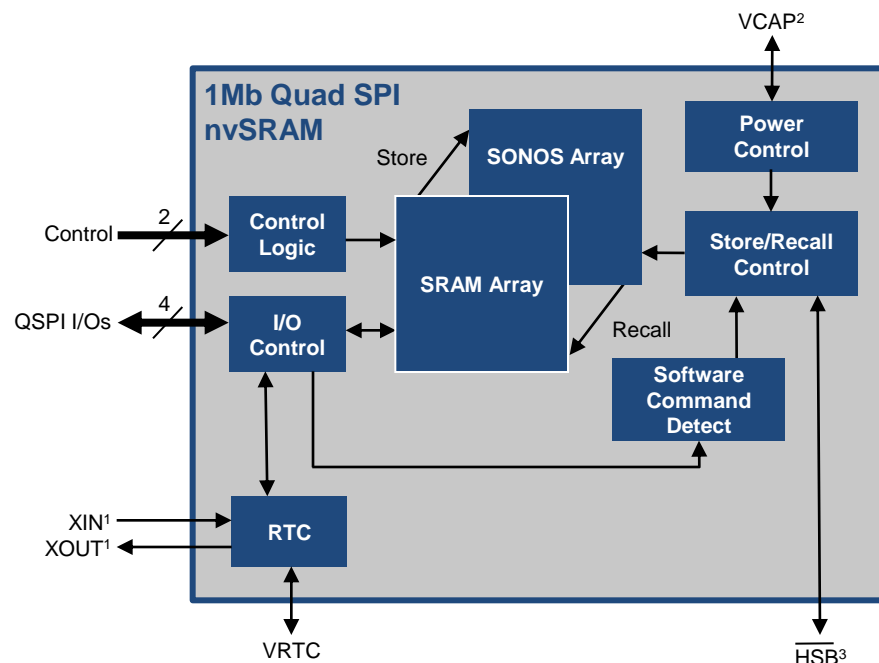 VCAP²
1Mb Quad SPI
nvSRAM
Power
Control
Store
SONOS Array
2
Control
Control
Logic
Store/Recall
Control
SRAM Array
4
QSPI I/Os
I/O
Control
Recall
Software
Command
Detect
XIN¹
XOUT¹
RTC
VRTC
HSB³